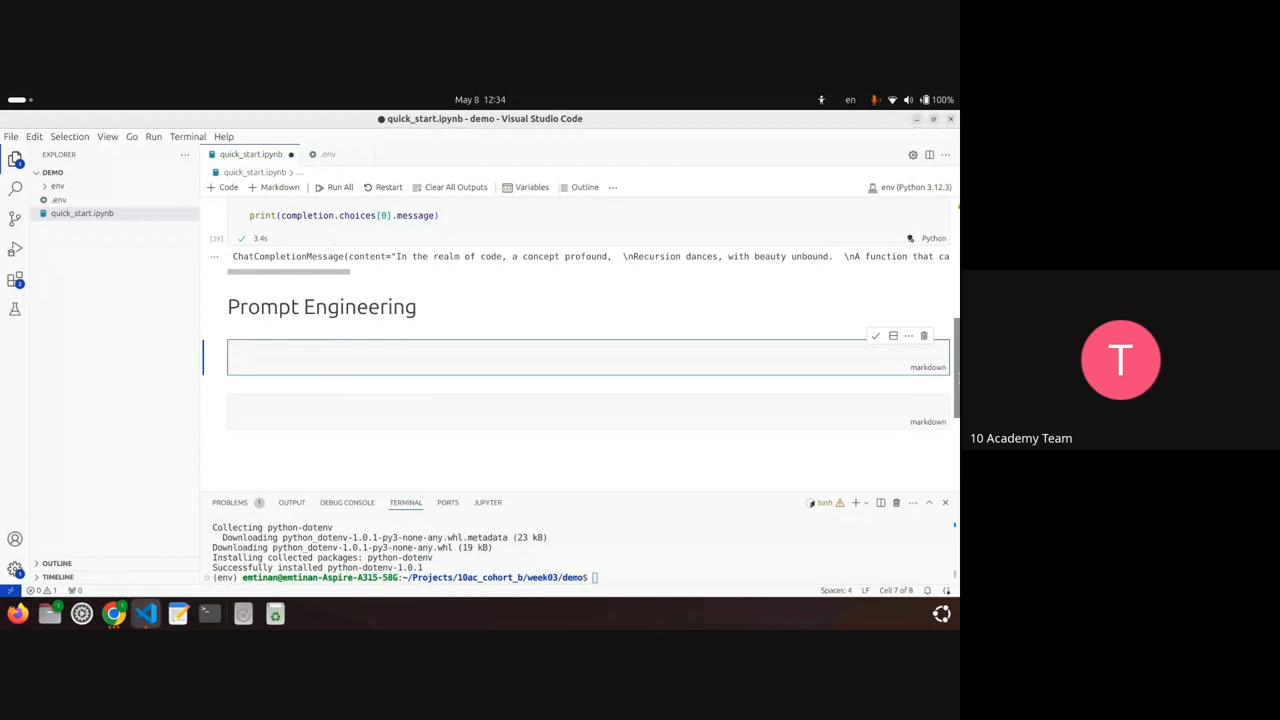 May 8 12:34
en
100%
quick_start.ipynb - demo - Visual Studio Code
File Edit Selection View Go Run Terminal Help
EXPLORER
quick_start.ipynb
.env
DEMO
quick_start.ipynb > ...
env
Code
Markdown
Run All
Restart
Clear All Outputs
Variables
Outline
env (Python 3.12.3)
.env
quick_start.ipynb
print(completion.choices[0].message)
[25]
3.4s
Python
ChatCompletionMessage(content="In the realm of code, a concept profound, \nRecursion dances, with beauty unbound. \nA function that ca
Prompt Engineering
markdown
markdown
T
10 Academy Team
PROBLEMS 1 OUTPUT DEBUG CONSOLE TERMINAL PORTS JUPYTER
bash
Collecting python-dotenv
Downloading python_dotenv-1.0.1-py3-none-any.whl.metadata (23 kB)
Downloading python_dotenv-1.0.1-py3-none-any.whl (19 kB)
Installing collected packages: python-dotenv
Successfully installed python-dotenv-1.0.1
(env) emtinan@emtinan-Aspire-A315-58G:~/Projects/10ac_cohort_b/week03/demo$
OUTLINE
TIMELINE
0 1 0
Spaces: 4 LF Cell 7 of 8